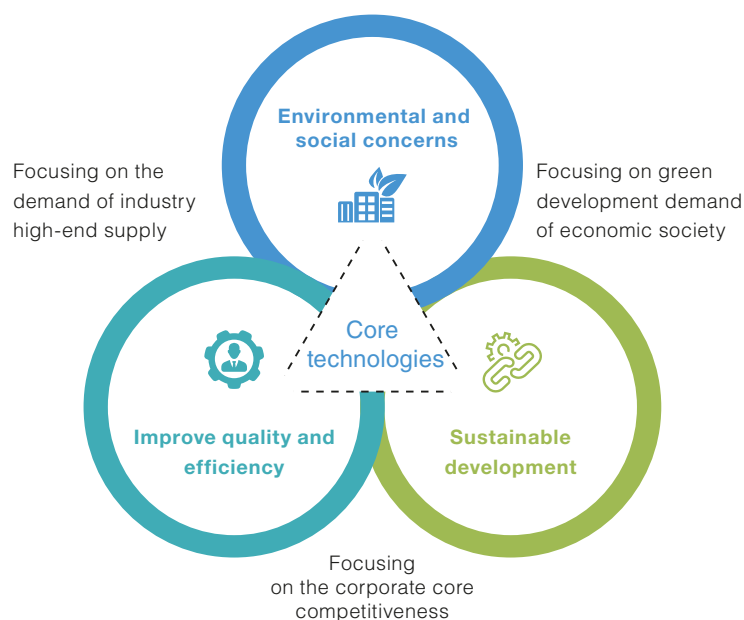 Environmental and
social concerns
Focusing on the
demand of industry
high-end supply
Focusing on green
development demand
of economic society
Core
technologies
Improve quality and
efficiency
Sustainable
development
Focusing
on the corporate core
competitiveness